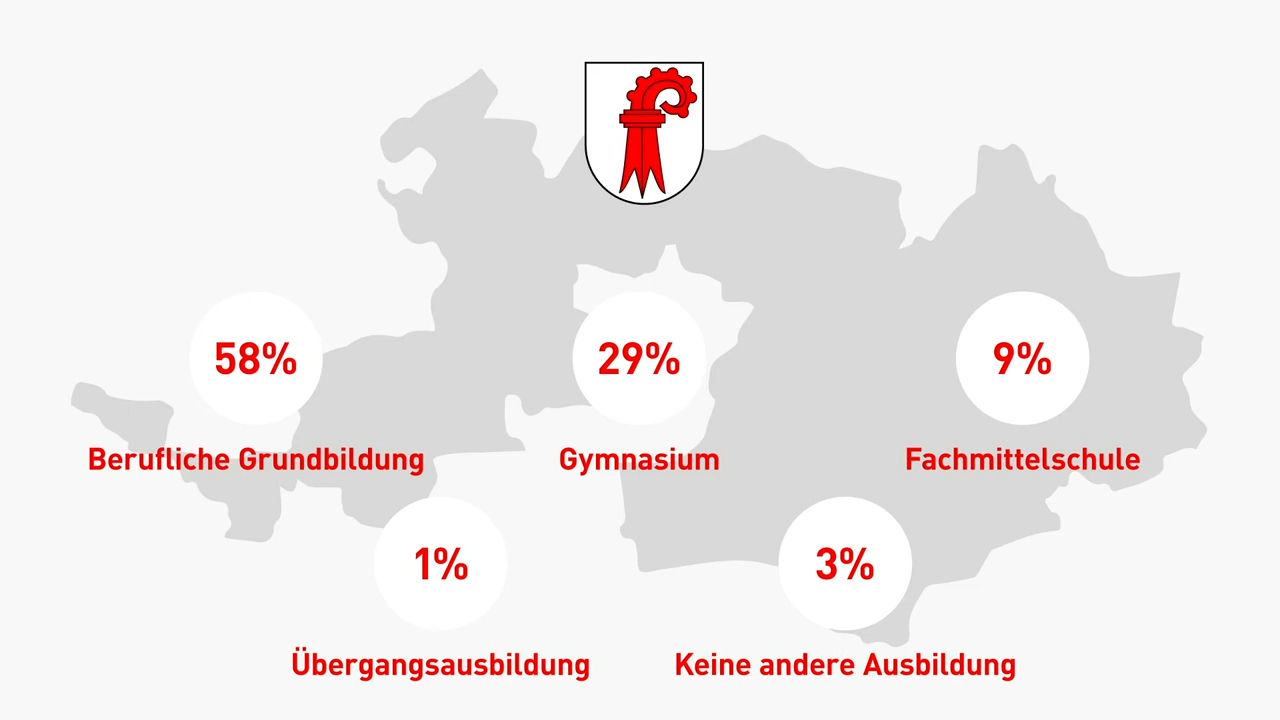 58%
Berufliche Grundbildung
29%
Gymnasium
9%
Fachmittelschule
1%
Übergangsausbildung
3%
Keine andere Ausbildung